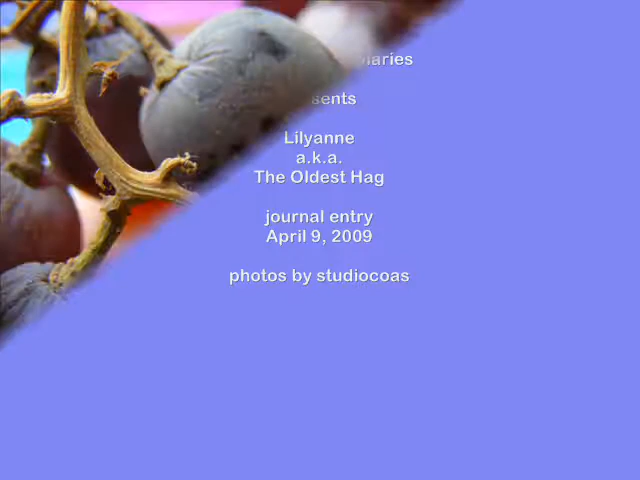 Lilyanne
a.k.a.
The Oldest Hag
journal entry
April 9, 2009
photos by studiocoas